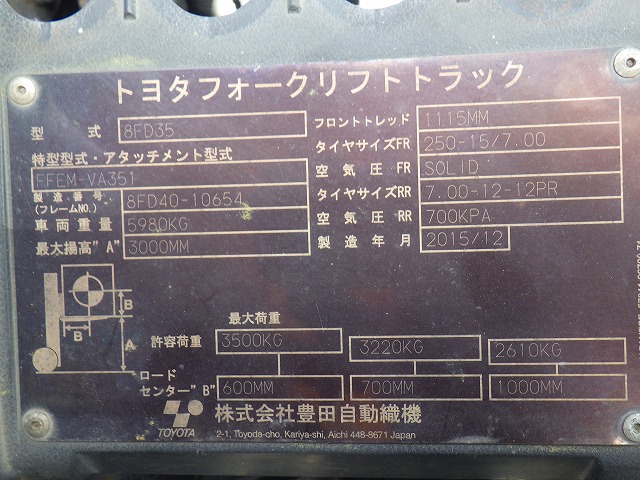 トヨタフォークリフトトラック
型式 8FD35
特型型式・アタッチメント型式
FFEM-VA351
製造番号
(フレームNO.) 8FD40-10654
車両重量 5980KG
最大揚高"A" 3000MM
フロントトレッド 1115MM
タイヤサイズFR 250-15/7.00
空気圧FR SOLID
タイヤサイズRR 7.00-12-12PR
空気圧RR 700KPA
製造年月 2015/12
B
B
A
最大荷重
許容荷重 3500KG 3220KG 2610KG
ロード
センター"B" 600MM 700MM 1000MM
TOYOTA 株式会社豊田自動織機
2-1, Toyoda-cho, Kariya-shi, Aichi 448-8671 Japan